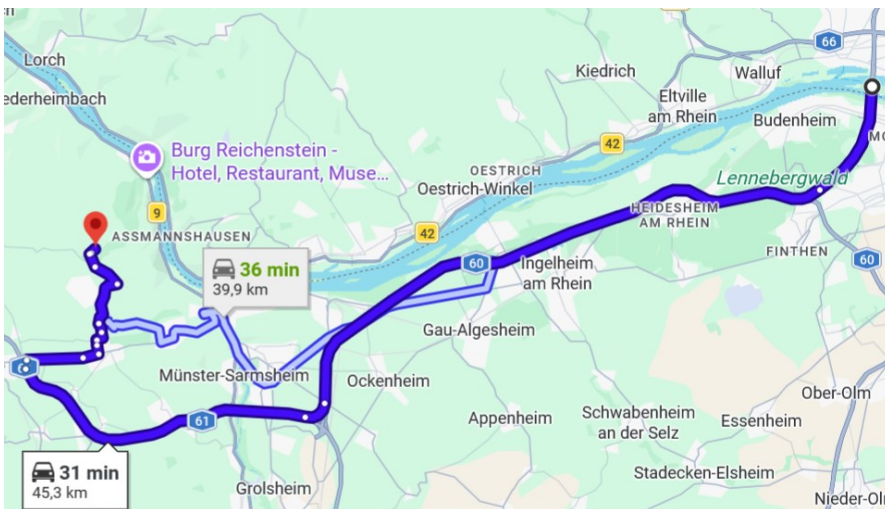 rn
66
Lorch
Kiedrich
Walluf
ederheimbach
Eltville
am Rhein
Budenheim
Burg Reichenstein -
Hotel, Restaurant, Muse...
42
OESTRICH
Oestrich-Winkel
Lennebergwald
9
ASSMANNSHAUSEN
42
HEIDESHEIM
AM RHEIN
FINTHEN
60
36 min
39,9 km
60
Ingelheim
am Rhein
Gau-Algesheim
Münster-Sarmsheim
Ockenheim
61
Appenheim
Schwabenheim
an der Selz
Ober-Olm
Essenheim
31 min
45,3 km
Grolsheim
Stadecken-Elsheim
Nieder-Ol